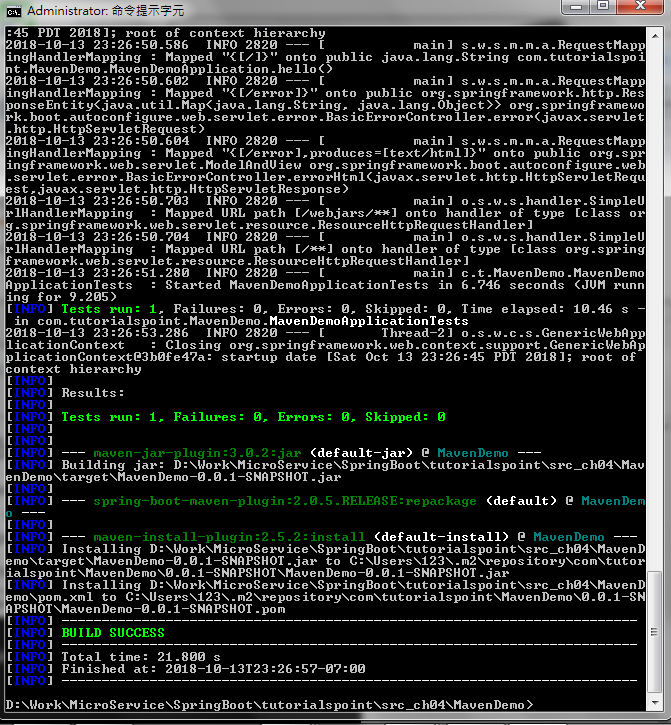 Administrator: 命令提示字元
:45 PDT 2018]; root of context hierarchy
2018-10-13 23:26:50.586  INFO 2820 --- [           main] s.w.s.m.m.a.RequestMapp
ingHandlerMapping : Mapped "{[/]}" onto public java.lang.String com.tutorialspoi
nt.MavenDemo.MavenDemoApplication.hello()
2018-10-13 23:26:50.602  INFO 2820 --- [           main] s.w.s.m.m.a.RequestMapp
ingHandlerMapping : Mapped "{[/error]}" onto public org.springframework.http.Res
ponseEntity<java.util.Map<java.lang.String, java.lang.Object>> org.springframewo
rk.boot.autoconfigure.web.servlet.error.BasicErrorController.error(javax.servlet
.http.HttpServletRequest)
2018-10-13 23:26:50.604  INFO 2820 --- [           main] s.w.s.m.m.a.RequestMapp
ingHandlerMapping : Mapped "{[/error],produces=[text/html]}" onto public org.spr
ingframework.web.servlet.ModelAndView org.springframework.boot.autoconfigure.web
.servlet.error.BasicErrorController.errorHtml(javax.servlet.http.HttpServletRequ
est,javax.servlet.http.HttpServletResponse)
2018-10-13 23:26:50.703  INFO 2820 --- [           main] o.s.w.s.handler.SimpleU
rlHandlerMapping  : Mapped URL path [/webjars/**] onto handler of type [class or
g.springframework.web.servlet.resource.ResourceHttpRequestHandler]
2018-10-13 23:26:50.704  INFO 2820 --- [           main] o.s.w.s.handler.SimpleU
rlHandlerMapping  : Mapped URL path [/**] onto handler of type [class org.spring
framework.web.servlet.resource.ResourceHttpRequestHandler]
2018-10-13 23:26:51.280  INFO 2820 --- [           main] c.t.MavenDemo.MavenDemo
ApplicationTests  : Started MavenDemoApplicationTests in 6.746 seconds (JVM runn
ing for 9.205)
[INFO] Tests run: 1, Failures: 0, Errors: 0, Skipped: 0, Time elapsed: 10.46 s -
 in com.tutorialspoint.MavenDemo.MavenDemoApplicationTests
2018-10-13 23:26:53.286  INFO 2820 --- [       Thread-2] o.s.w.c.s.GenericWebApp
licationContext   : Closing org.springframework.web.context.support.GenericWebAp
plicationContext@3b0fe47a: startup date [Sat Oct 13 23:26:45 PDT 2018]; root of
context hierarchy
[INFO]
[INFO] Results:
[INFO]
[INFO] Tests run: 1, Failures: 0, Errors: 0, Skipped: 0
[INFO]
[INFO]
[INFO] --- maven-jar-plugin:3.0.2:jar (default-jar) @ MavenDemo ---
[INFO] Building jar: D:\Work\MicroService\SpringBoot\tutorialspoint\src_ch04\Mav
enDemo\target\MavenDemo-0.0.1-SNAPSHOT.jar
[INFO]
[INFO] --- spring-boot-maven-plugin:2.0.5.RELEASE:repackage (default) @ MavenDem
o ---
[INFO]
[INFO] --- maven-install-plugin:2.5.2:install (default-install) @ MavenDemo ---
[INFO] Installing D:\Work\MicroService\SpringBoot\tutorialspoint\src_ch04\MavenD
emo\target\MavenDemo-0.0.1-SNAPSHOT.jar to C:\Users\123\.m2\repository\com\tutor
ialspoint\MavenDemo\0.0.1-SNAPSHOT\MavenDemo-0.0.1-SNAPSHOT.jar
[INFO] Installing D:\Work\MicroService\SpringBoot\tutorialspoint\src_ch04\MavenD
emo\pom.xml to C:\Users\123\.m2\repository\com\tutorialspoint\MavenDemo\0.0.1-SN
APSHOT\MavenDemo-0.0.1-SNAPSHOT.pom
[INFO] ------------------------------------------------------------------------
[INFO] BUILD SUCCESS
[INFO] ------------------------------------------------------------------------
[INFO] Total time: 21.800 s
[INFO] Finished at: 2018-10-13T23:26:57-07:00
[INFO] ------------------------------------------------------------------------
D:\Work\MicroService\SpringBoot\tutorialspoint\src_ch04\MavenDemo>